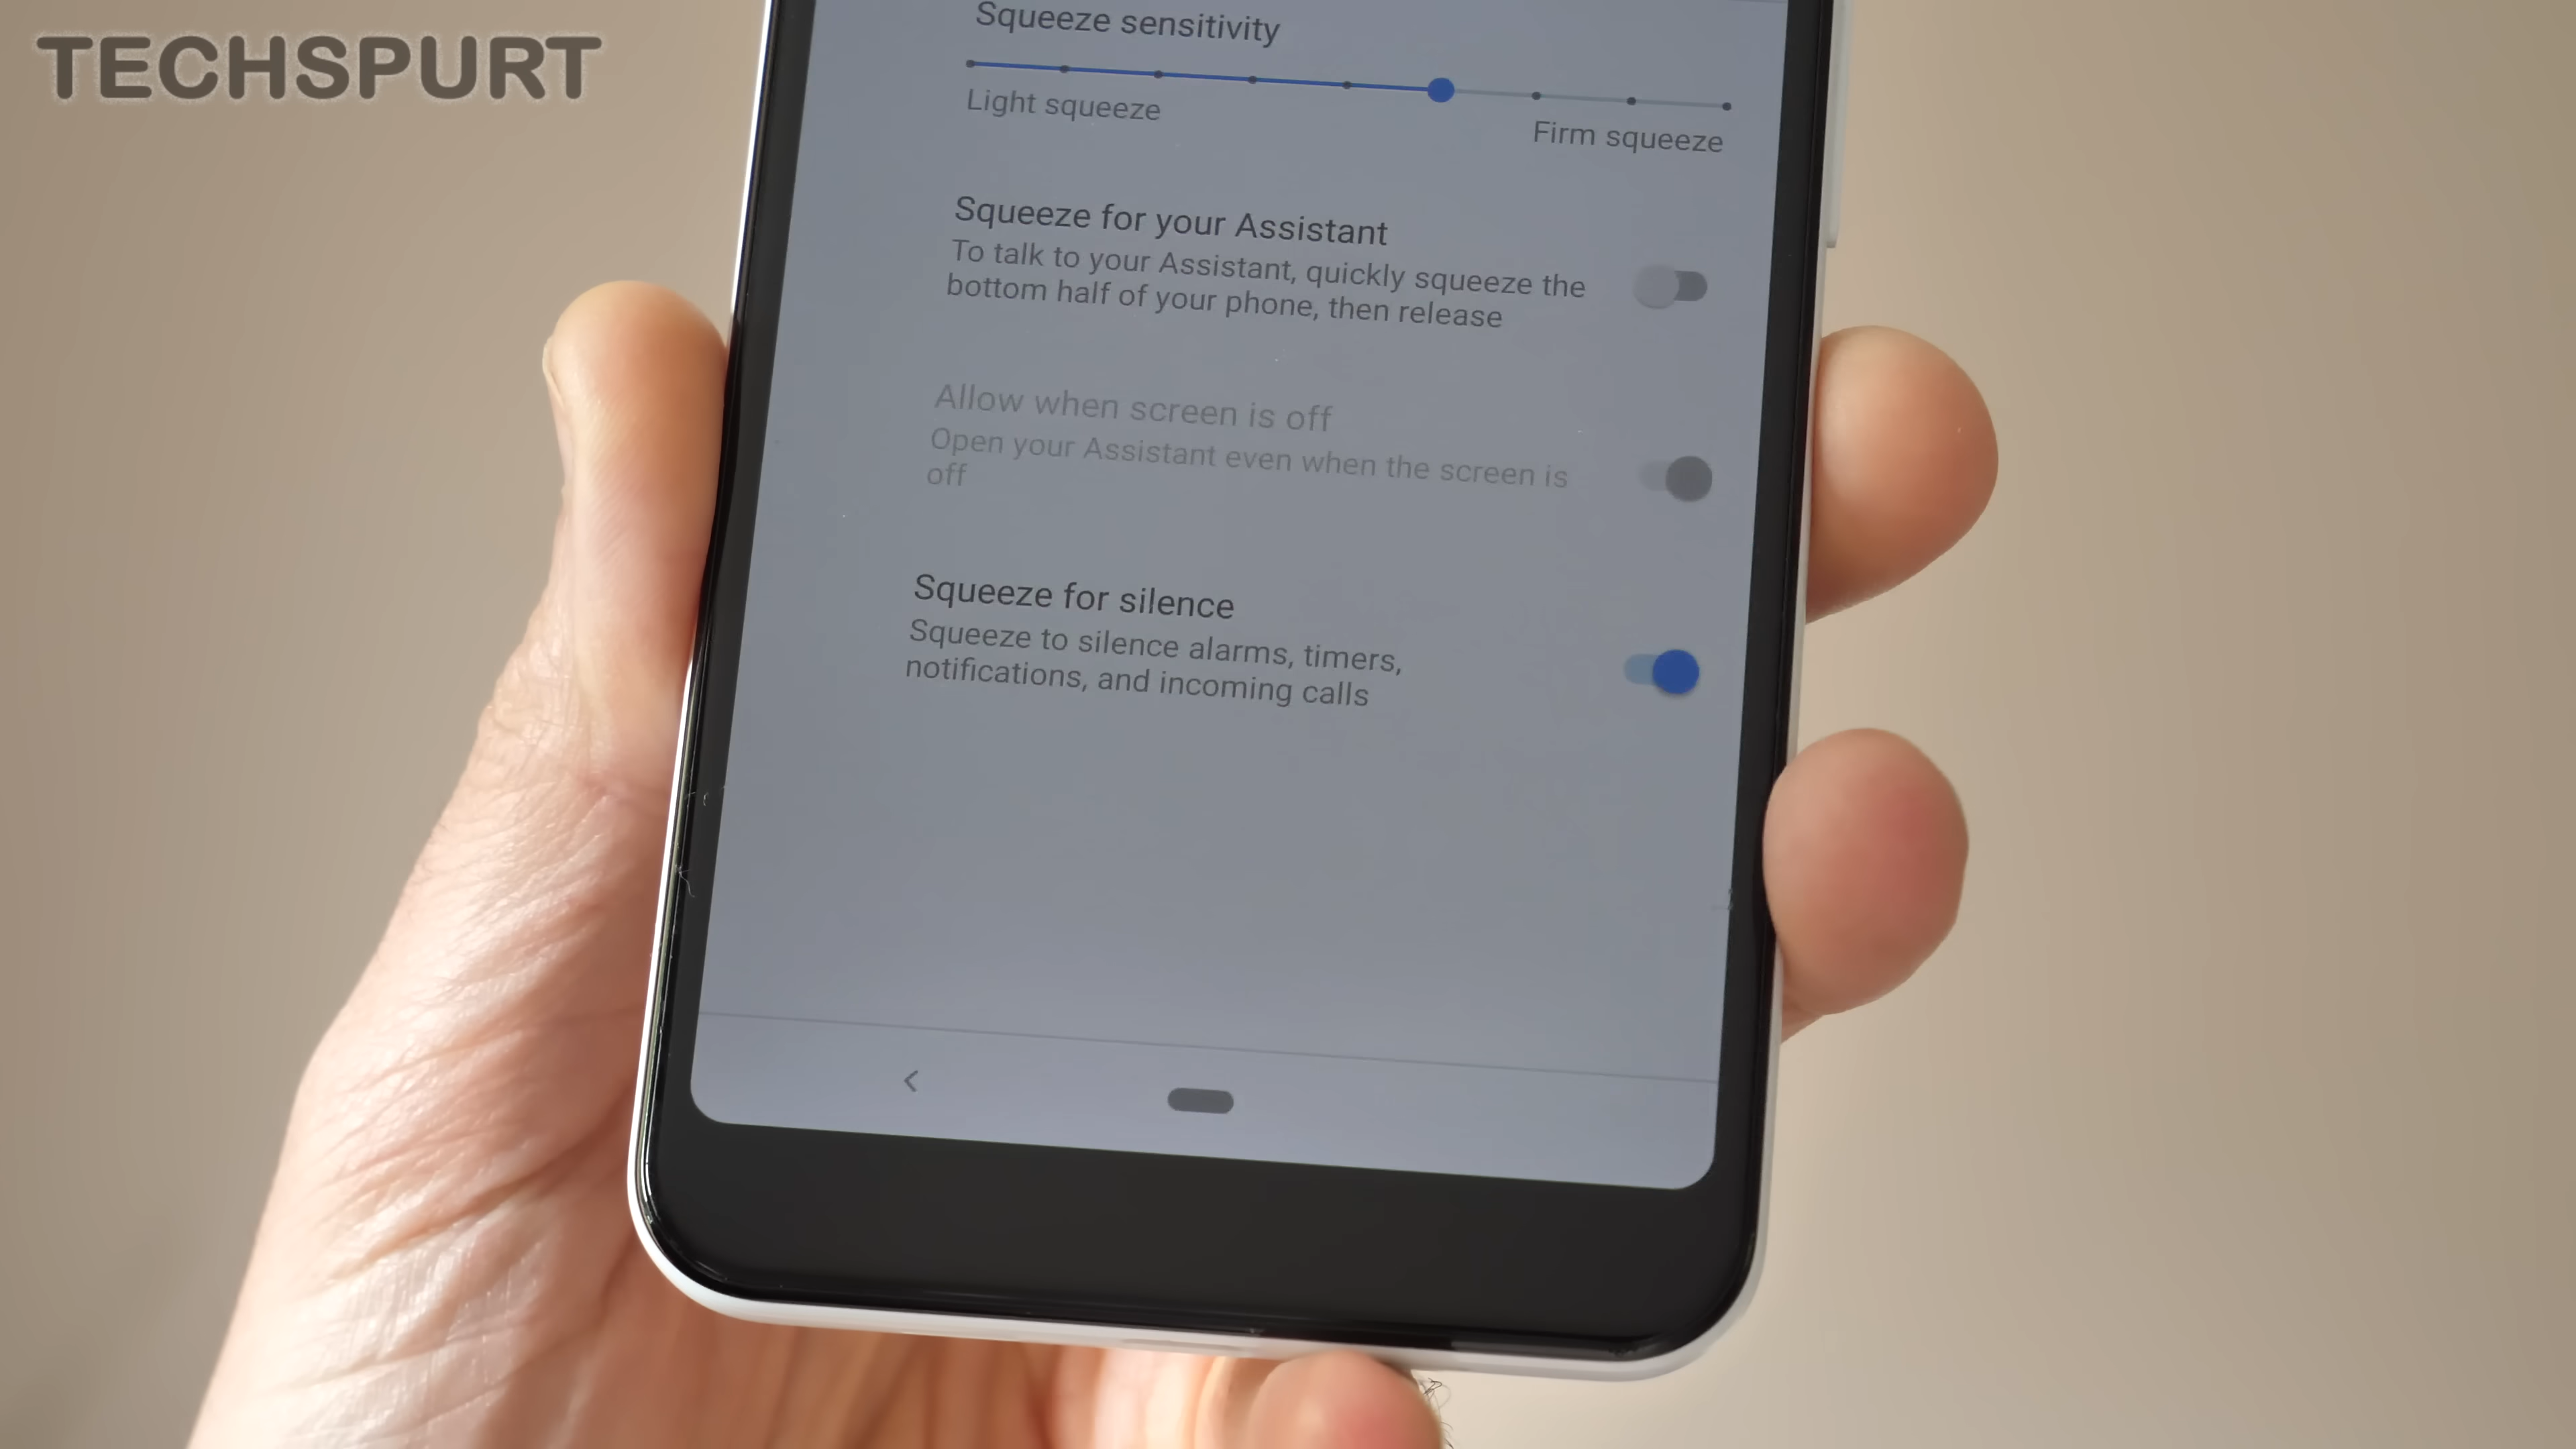 TECHSPURT
Squeeze sensitivity
Light squeeze
Firm squeeze
Squeeze for your Assistant
To talk to your Assistant, quickly squeeze the
bottom half of your phone, then release
Allow when screen is off
Open your Assistant even when the screen is
off
Squeeze for silence
Squeeze to silence alarms, timers,
notifications, and incoming calls